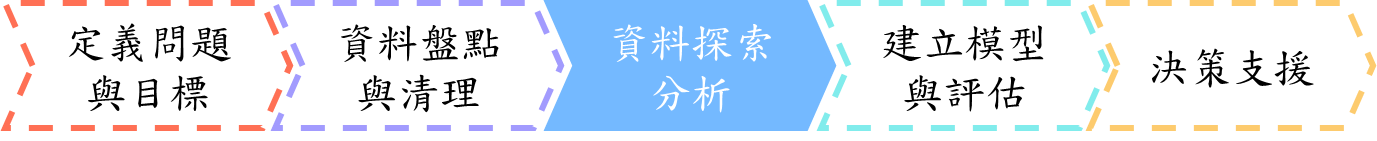 定義問題
與目標
資料盤點
與清理
資料探索
分析
建立模型
與評估
決策支援